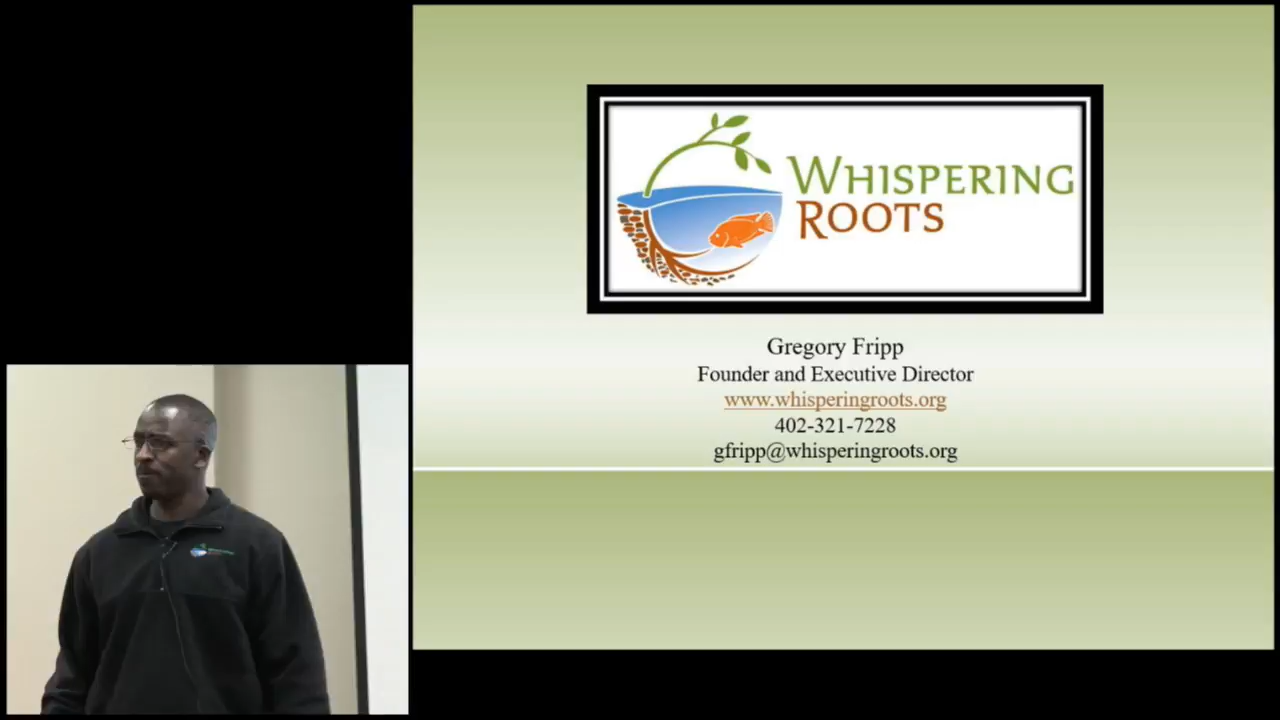 WHISPERING
ROOTS
Gregory Fripp
Founder and Executive Director
www.whisperingroots.org
402-321-7228
gfripp@whisperingroots.org